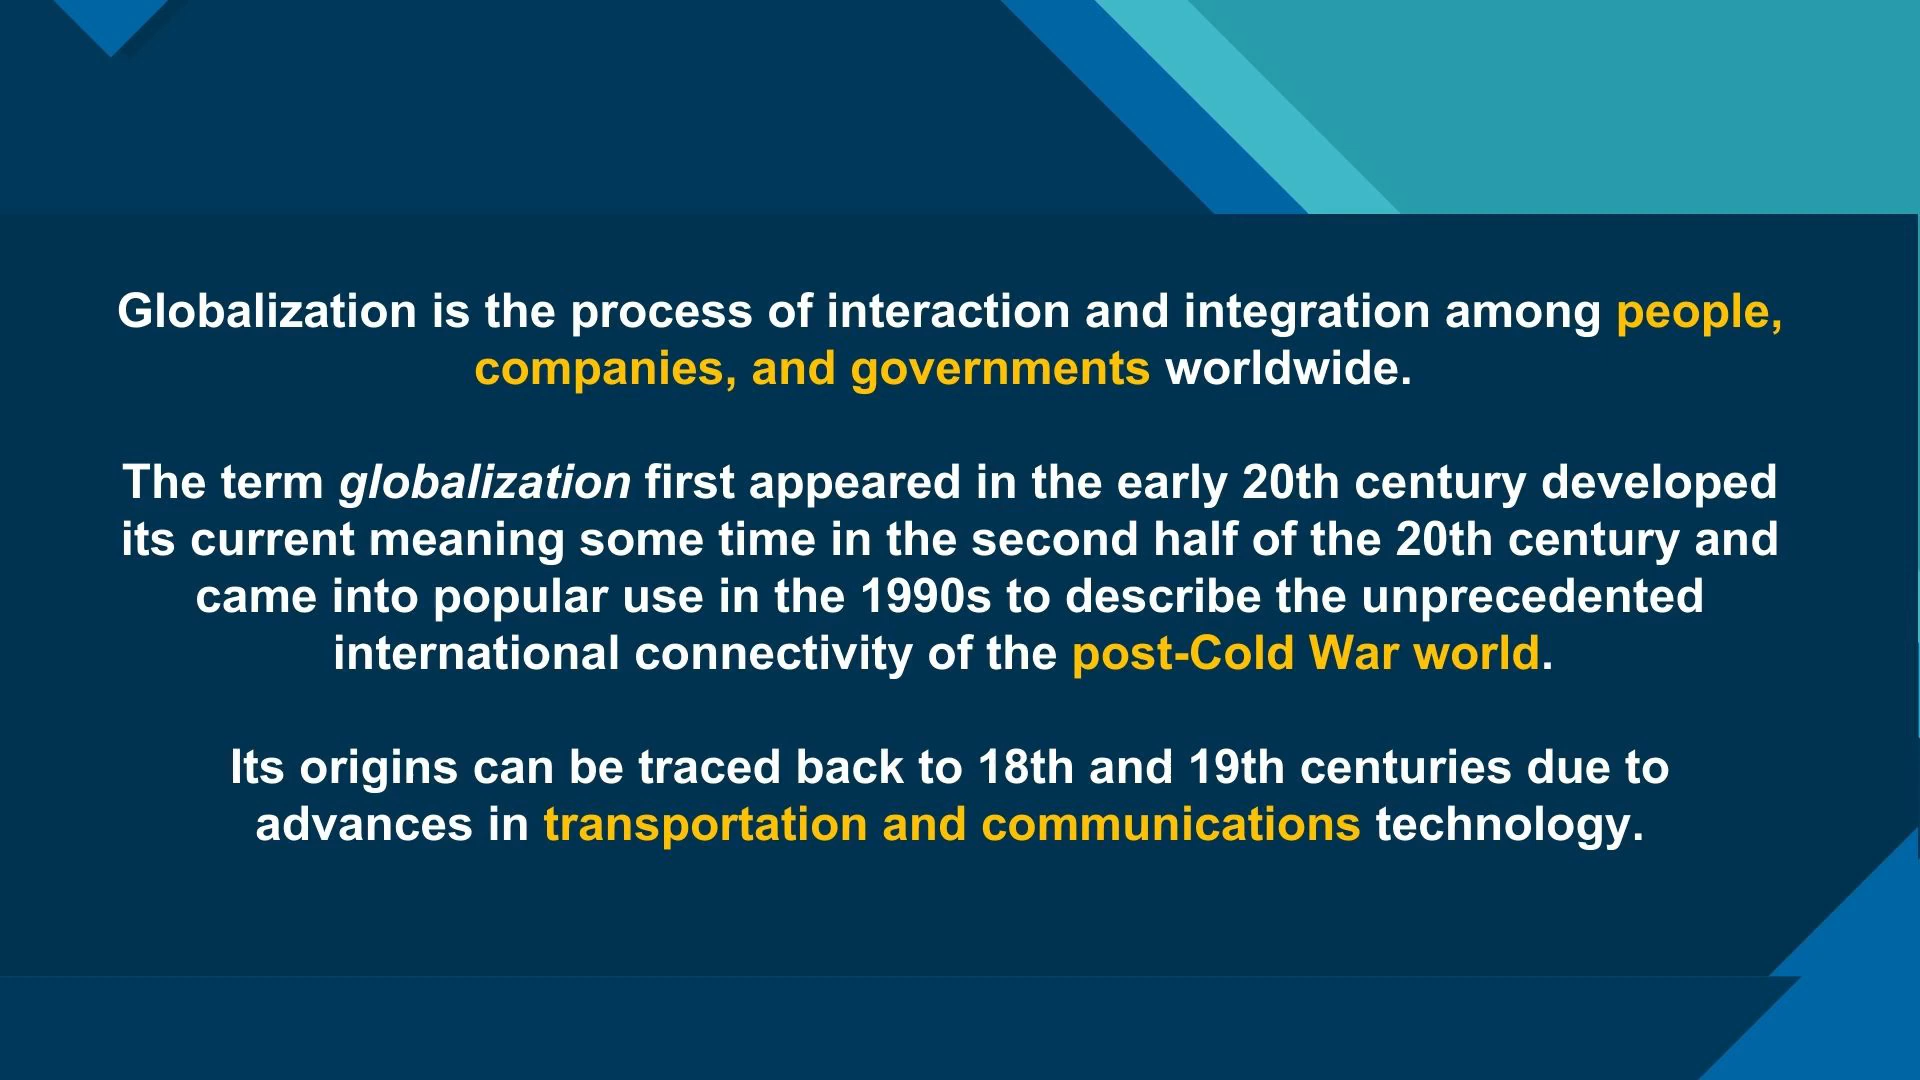 Globalization is the process of interaction and integration among people,
companies, and governments worldwide.
The term globalization first appeared in the early 20th century developed
its current meaning some time in the second half of the 20th century and
came into popular use in the 1990s to describe the unprecedented
international connectivity of the post-Cold War world.
Its origins can be traced back to 18th and 19th centuries due to
advances in transportation and communications technology.